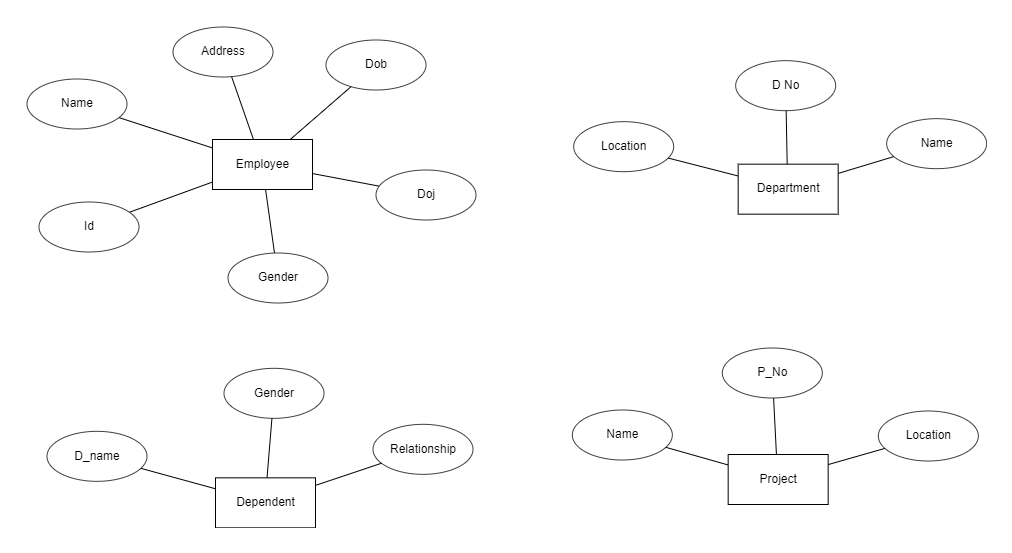 Address
Dob
Name
Employee
Doj
Id
Gender
D No
Location
Name
Department
Gender
D_name
Relationship
Dependent
P_No
Name
Location
Project